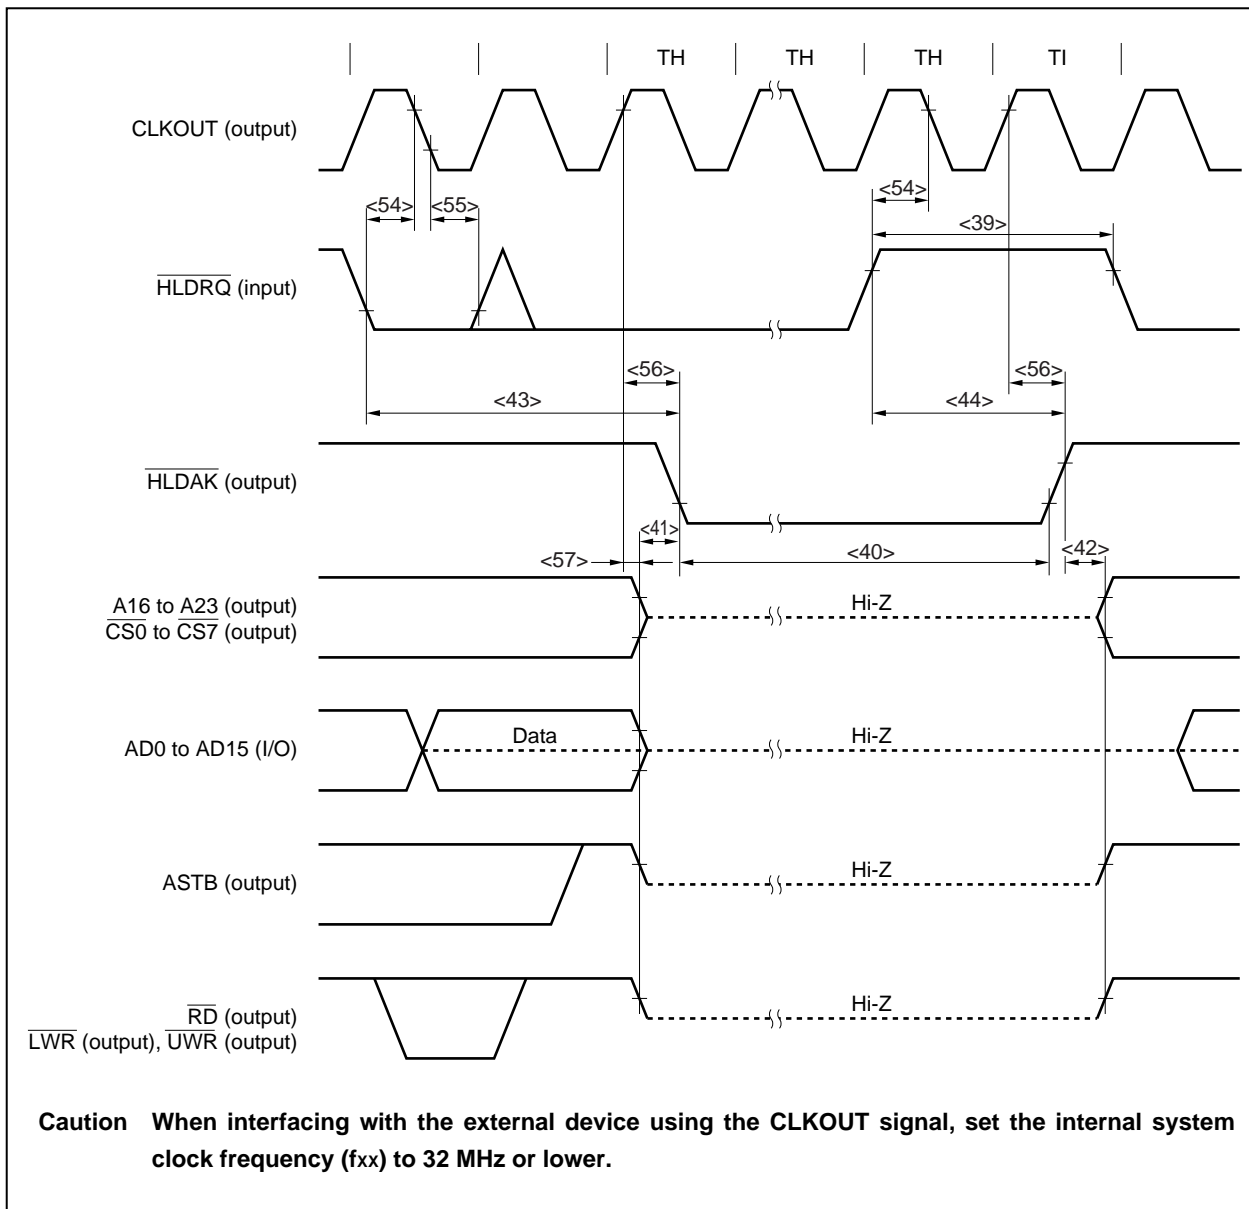 TH TH TH TI
CLKOUT (output)
<54> <55> <54>
<39>
HLDRQ (input)
<56> <56>
<43> <44>
HLDAK (output)
<41>
<57> <40> <42>
A16 to A23 (output)
CS0 to CS7 (output)
Hi-Z
AD0 to AD15 (I/O) Data Hi-Z
ASTB (output) Hi-Z
RD (output)
LWR (output), UWR (output)
Hi-Z
Caution When interfacing with the external device using the CLKOUT signal, set the internal system
clock frequency (fxx) to 32 MHz or lower.